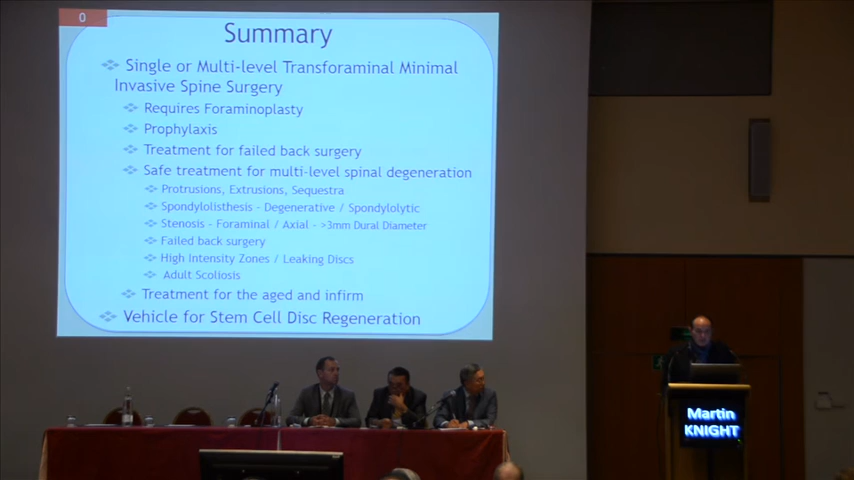 0
Summary
Single or Multi-level Transforaminal Minimal
Invasive Spine Surgery
Requires Foraminoplasty
Prophylaxis
Treatment for failed back surgery
Safe treatment for multi-level spinal degeneration
Protrusions, Extrusions, Sequestra
Spondylolisthesis – Degenerative / Spondylolytic
Stenosis – Foraminal / Axial - >3mm Dural Diameter
Failed back surgery
High Intensity Zones / Leaking Discs
Adult Scoliosis
Treatment for the aged and infirm
Vehicle for Stem Cell Disc Regeneration
Martin
KNIGHT